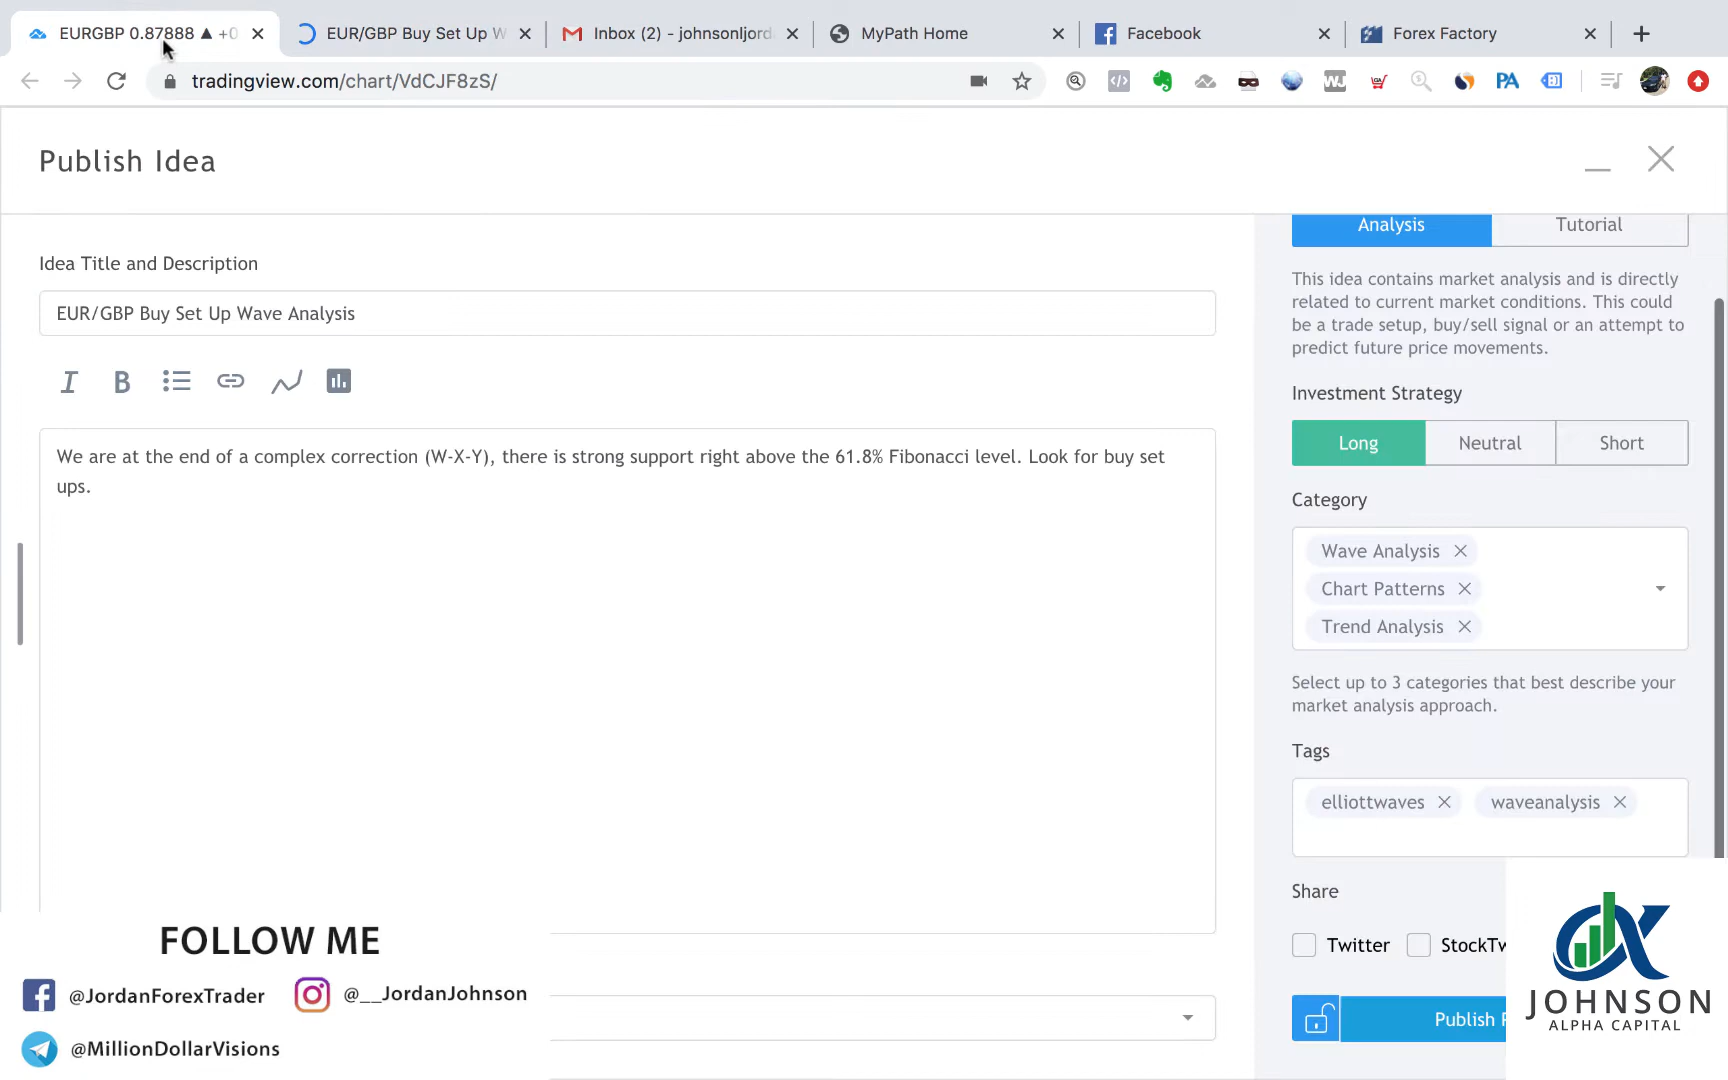 EURGBP 0.87888 ▲ +0
EUR/GBP Buy Set Up W
Inbox (2) - johnsonljord
MyPath Home
Facebook
Forex Factory
tradingview.com/chart/VdCJF8zS/
WJ
PA
Publish Idea
Analysis
Tutorial
Idea Title and Description
EUR/GBP Buy Set Up Wave Analysis
This idea contains market analysis and is directly
related to current market conditions. This could
be a trade setup, buy/sell signal or an attempt to
predict future price movements.
Investment Strategy
Long
Neutral
Short
I
B
We are at the end of a complex correction (W-X-Y), there is strong support right above the 61.8% Fibonacci level. Look for buy set
ups.
Category
Wave Analysis
Chart Patterns
Trend Analysis
Select up to 3 categories that best describe your
market analysis approach.
Tags
elliottwaves
waveanalysis
Share
Twitter
StockTw
Publish P
FOLLOW ME
@JordanForexTrader
@__JordanJohnson
@MillionDollarVisions
JOHNSON
ALPHA CAPITAL